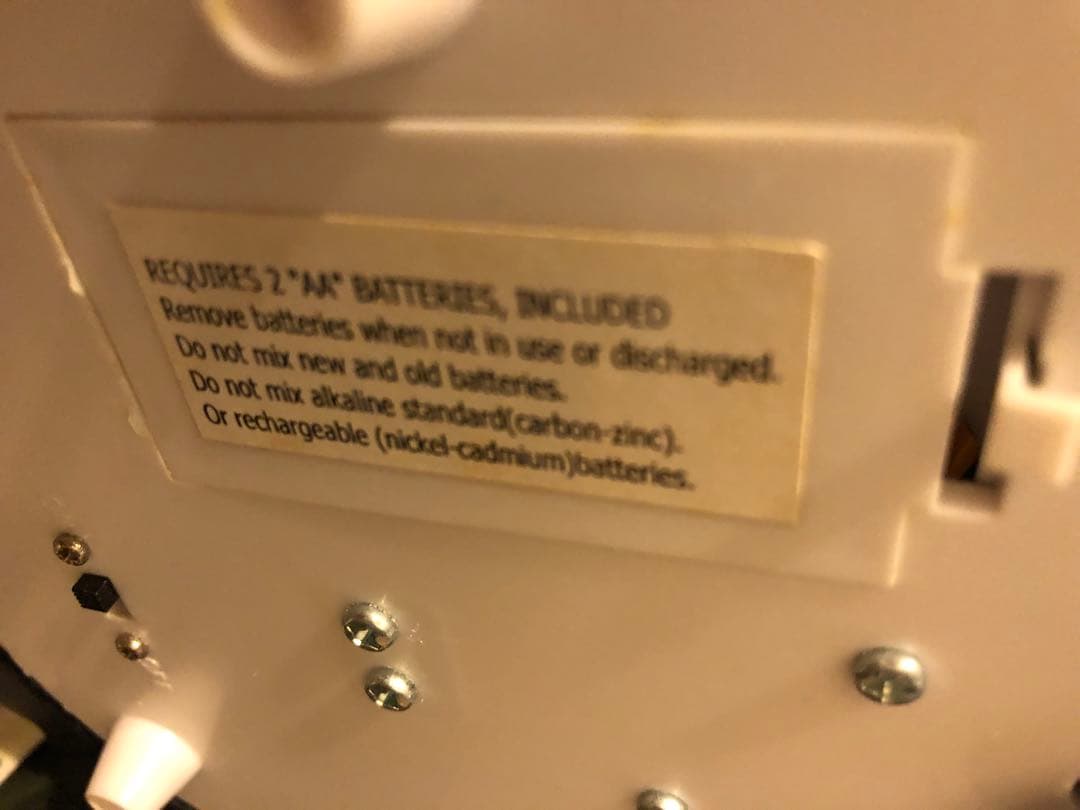 REQUIRES 2 "AA" BATTERIES, INCLUDED
Remove batteries when not in use or discharged.
Do not mix new and old batteries.
Do not mix alkaline standard(carbon-zinc).
Or rechargeable (nickel-cadmium)batteries.